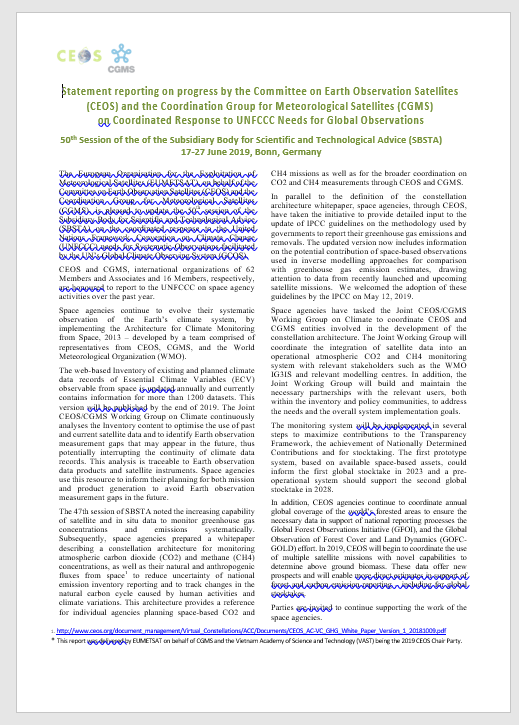 CEOS
CGMS
Statement reporting on progress by the Committee on Earth Observation Satellites
(CEOS) and the Coordination Group for Meteorological Satellites (CGMS)
on Coordinated Response to UNFCCC Needs for Global Observations
50th Session of the of the Subsidiary Body for Scientific and Technological Advice (SBSTA)
17-27 June 2019, Bonn, Germany
The European Organisation for the Exploitation of
Meteorological Satellites (EUMETSAT), on behalf of the
Committee on Earth Observation Satellites (CEOS) and the
Coordination Group for Meteorological Satellites
(CGMS), is pleased to update the 50th session of the
Subsidiary Body for Scientific and Technological Advice
(SBSTA) on the coordinated response to the United
Nations Framework Convention on Climate Change
(UNFCCC) needs for Systematic Observations facilitated
by the UN's Global Climate Observing System (GCOS).
CEOS and CGMS, international organizations of 62
Members and Associates and 16 Members, respectively,
are honoured to report to the UNFCCC on space agency
activities over the past year.
Space agencies continue to evolve their systematic
observation of the Earth's climate system, by
implementing the Architecture for Climate Monitoring
from Space, 2013 – developed by a team comprised of
representatives from CEOS, CGMS, and the World
Meteorological Organization (WMO).
The web-based Inventory of existing and planned climate
data records of Essential Climate Variables (ECV)
observable from space is updated annually and currently
contains information for more than 1200 datasets. This
version will be published by the end of 2019. The Joint
CEOS/CGMS Working Group on Climate continuously
analyses the Inventory content to optimise the use of past
and current satellite data and to identify Earth observation
measurement gaps that may appear in the future, thus
potentially interrupting the continuity of climate data
records. This analysis is traceable to Earth observation
data products and satellite instruments. Space agencies
use this resource to inform their planning for both mission
and product generation to avoid Earth observation
measurement gaps in the future.
The 47th session of SBSTA noted the increasing capability
of satellite and in situ data to monitor greenhouse gas
concentrations and emissions systematically.
Subsequently, space agencies prepared a whitepaper
describing a constellation architecture for monitoring
atmospheric carbon dioxide (CO2) and methane (CH4)
concentrations, as well as their natural and anthropogenic
fluxes from space1 to reduce uncertainty of national
emission inventory reporting and to track changes in the
natural carbon cycle caused by human activities and
climate variations. This architecture provides a reference
for individual agencies planning space-based CO2 and
CH4 missions as well as for the broader coordination on
CO2 and CH4 measurements through CEOS and CGMS.
In parallel to the definition of the constellation
architecture whitepaper, space agencies, through CEOS,
have taken the initiative to provide detailed input to the
update of IPCC guidelines on the methodology used by
governments to report their greenhouse gas emissions and
removals. The updated version now includes information
on the potential contribution of space-based observations
used in inverse modelling approaches for comparison
with greenhouse gas emission estimates, drawing
attention to data from recently launched and upcoming
satellite missions. We welcomed the adoption of these
guidelines by the IPCC on May 12, 2019.
Space agencies have tasked the Joint CEOS/CGMS
Working Group on Climate to coordinate CEOS and
CGMS entities involved in the development of the
constellation architecture. The Joint Working Group will
coordinate the integration of satellite data into an
operational atmospheric CO2 and CH4 monitoring
system with relevant stakeholders such as the WMO
IG3IS and relevant modelling centres. In addition, the
Joint Working Group will build and maintain the
necessary partnerships with the relevant users, both
within the inventory and policy communities, to address
the needs and the overall system implementation goals.
The monitoring system will be implemented in several
steps to maximize contributions to the Transparency
Framework, the achievement of Nationally Determined
Contributions and for stocktaking. The first prototype
system, based on available space-based assets, could
inform the first global stocktake in 2023 and a pre-
operational system should support the second global
stocktake in 2028.
In addition, CEOS agencies continue to coordinate annual
global coverage of the world's forested areas to ensure the
necessary data in support of national reporting processes the
Global Forest Observations Initiative (GFOI), and the Global
Observation of Forest Cover and Land Dynamics (GOFC-
GOLD) effort. In 2019, CEOS will begin to coordinate the use
of multiple satellite missions with novel capabilities to
determine above ground biomass. These data offer new
prospects and will enable more direct estimates in support of
forest and carbon emission reporting – including for global
stocktakes.
Parties are invited to continue supporting the work of the
space agencies.
1. http://www.ceos.org/document_management/Virtual_Constellations/ACC/Documents/CEOS_AC-VC_GHG_White_Paper_Version_1_20181009.pdf
* This report was delivered by EUMETSAT on behalf of CGMS and the Vietnam Academy of Science and Technology (VAST) being the 2019 CEOS Chair Party.